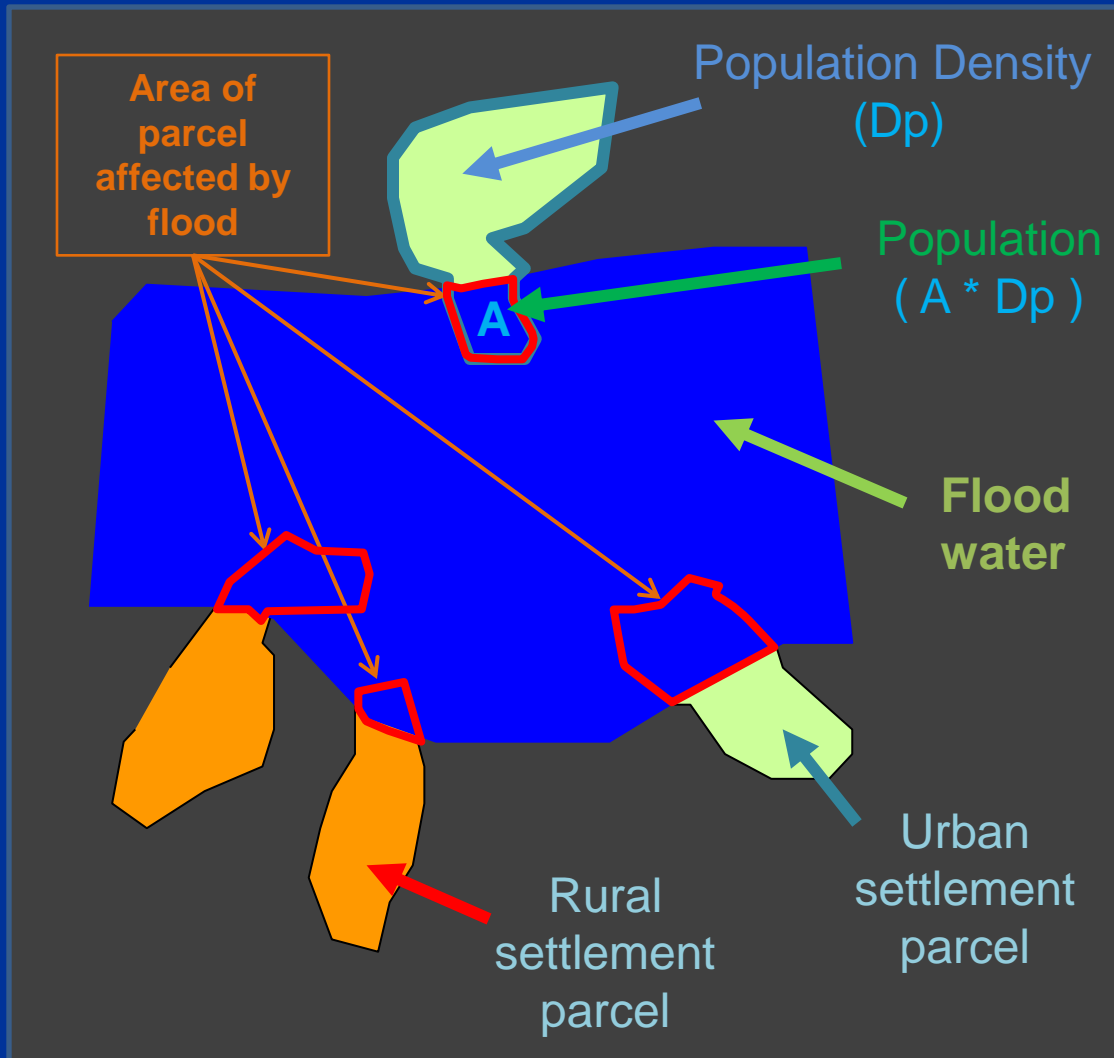 Area of
parcel
affected by
flood
Population Density
(Dp)
Population
( A * Dp )
A
Flood
water
Urban
settlement
parcel
Rural
settlement
parcel